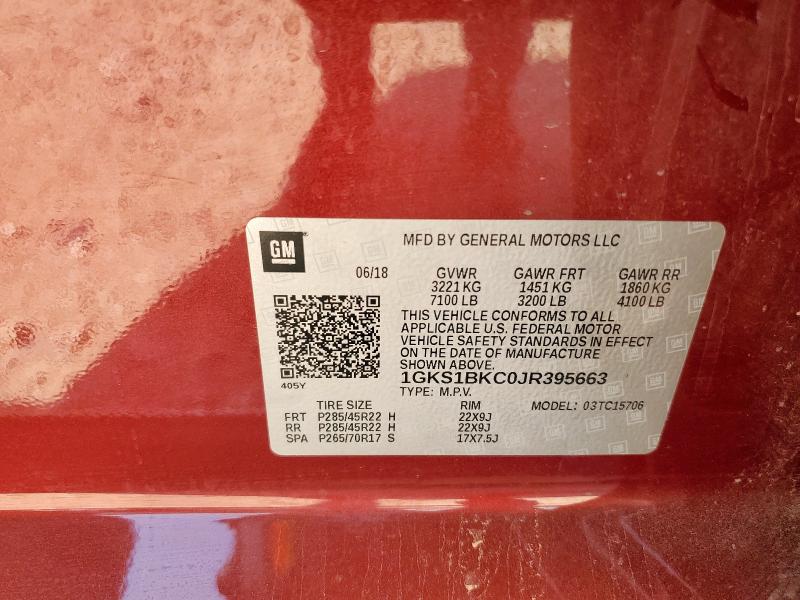 GM
MFD BY GENERAL MOTORS LLC
06/18 GVWR GAWR FRT GAWR RR
3221 KG 1451 KG 1860 KG
7100 LB 3200 LB 4100 LB
THIS VEHICLE CONFORMS TO ALL
APPLICABLE U.S. FEDERAL MOTOR
VEHICLE SAFETY STANDARDS IN EFFECT
ON THE DATE OF MANUFACTURE
SHOWN ABOVE.
405Y
1GKS1BKC0JR395663
TYPE: M.P.V.
TIRE SIZE RIM MODEL: 03TC15706
FRT P285/45R22 H 22X9J
RR P285/45R22 H 22X9J
SPA P265/70R17 S 17X7.5J